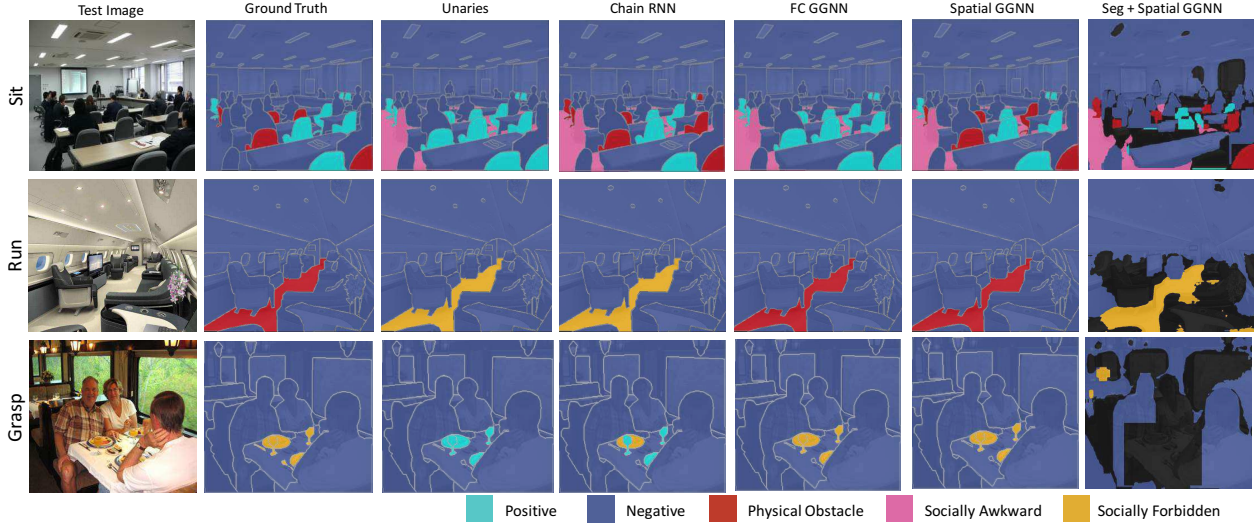 Test Image Ground Truth Unaries Chain RNN FC GGNN Spatial GGNN Seg + Spatial GGNN
Sit
Run
Grasp
Positive Negative Physical Obstacle Socially Awkward Socially Forbidden